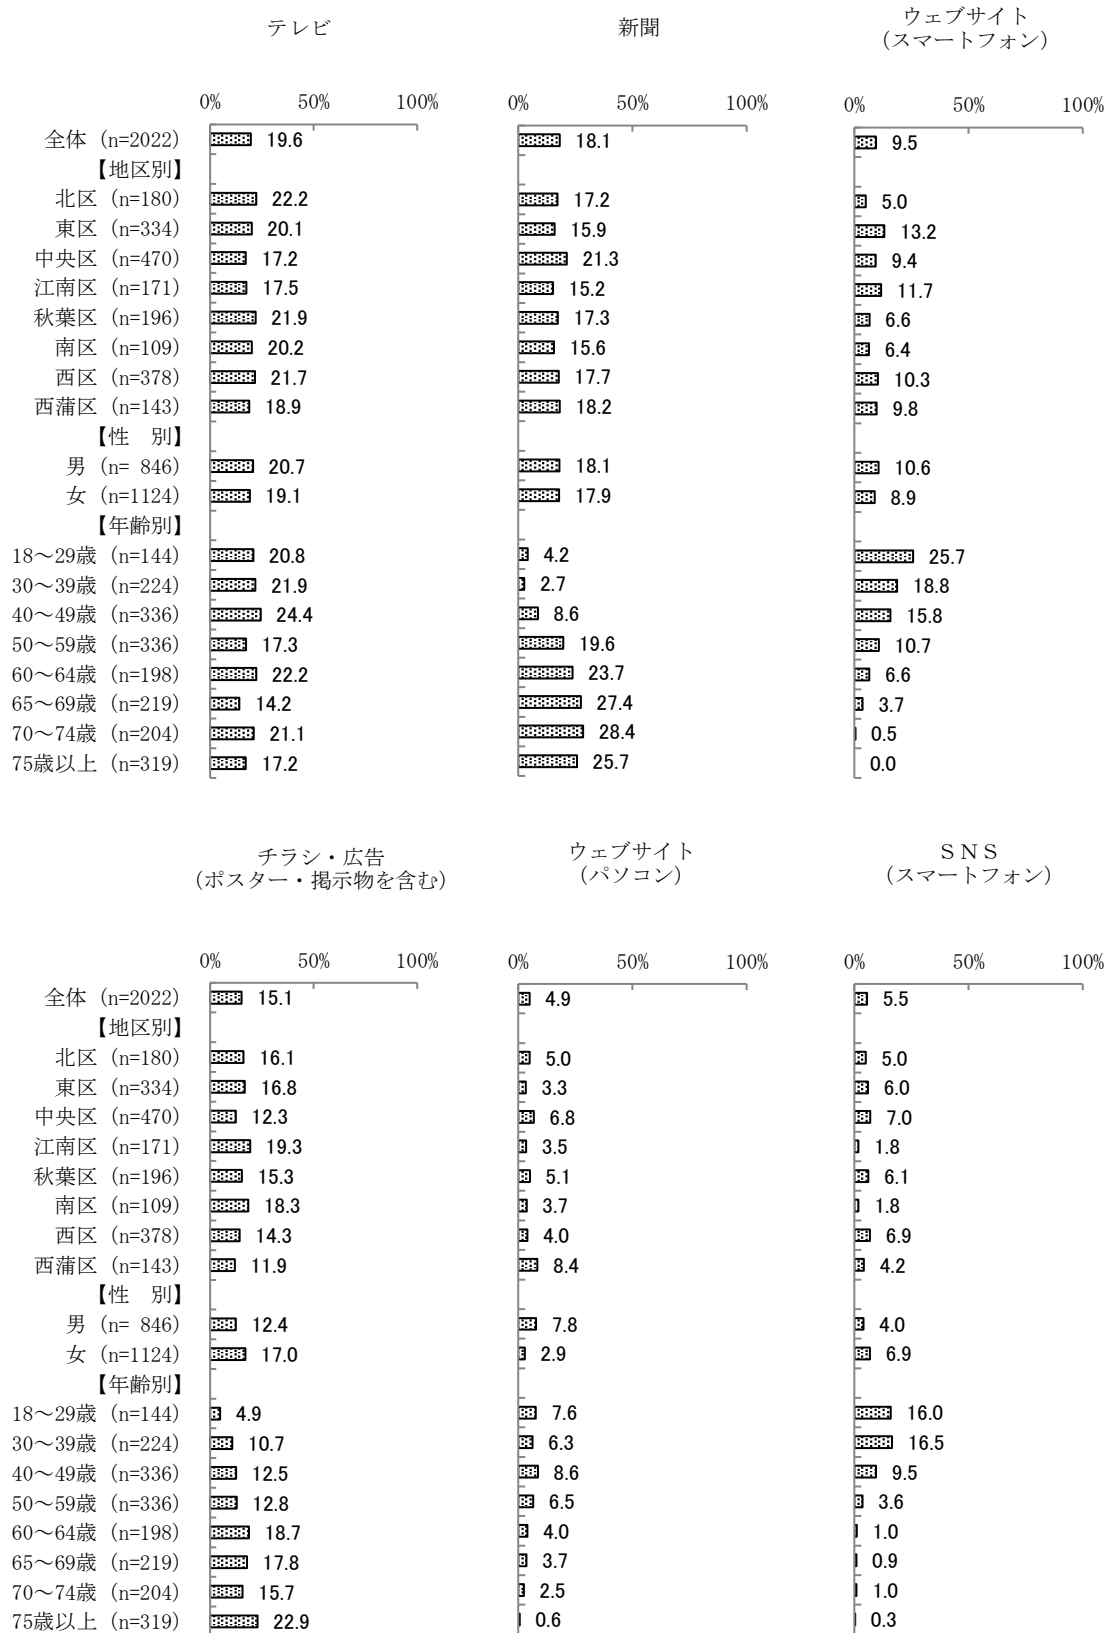 テレビ 新聞 ウェブサイト
(スマートフォン)
0% 50% 100% 0% 50% 100% 0% 50% 100%
全体 (n=2022) 19.6 18.1 9.5
【地区別】
北区 (n=180) 22.2 17.2 5.0
東区 (n=334) 20.1 15.9 13.2
中央区 (n=470) 17.2 21.3 9.4
江南区 (n=171) 17.5 15.2 11.7
秋葉区 (n=196) 21.9 17.3 6.6
南区 (n=109) 20.2 15.6 6.4
西区 (n=378) 21.7 17.7 10.3
西蒲区 (n=143) 18.9 18.2 9.8
【性　別】
男 (n= 846) 20.7 18.1 10.6
女 (n=1124) 19.1 17.9 8.9
【年齢別】
18～29歳 (n=144) 20.8 4.2 25.7
30～39歳 (n=224) 21.9 2.7 18.8
40～49歳 (n=336) 24.4 8.6 15.8
50～59歳 (n=336) 17.3 19.6 10.7
60～64歳 (n=198) 22.2 23.7 6.6
65～69歳 (n=219) 14.2 27.4 3.7
70～74歳 (n=204) 21.1 28.4 0.5
75歳以上 (n=319) 17.2 25.7 0.0
チラシ・広告 ウェブサイト ＳＮＳ
(ポスター・掲示物を含む) (パソコン) (スマートフォン)
0% 50% 100% 0% 50% 100% 0% 50% 100%
全体 (n=2022) 15.1 4.9 5.5
【地区別】
北区 (n=180) 16.1 5.0 5.0
東区 (n=334) 16.8 3.3 6.0
中央区 (n=470) 12.3 6.8 7.0
江南区 (n=171) 19.3 3.5 1.8
秋葉区 (n=196) 15.3 5.1 6.1
南区 (n=109) 18.3 3.7 1.8
西区 (n=378) 14.3 4.0 6.9
西蒲区 (n=143) 11.9 8.4 4.2
【性　別】
男 (n= 846) 12.4 7.8 4.0
女 (n=1124) 17.0 2.9 6.9
【年齢別】
18～29歳 (n=144) 4.9 7.6 16.0
30～39歳 (n=224) 10.7 6.3 16.5
40～49歳 (n=336) 12.5 8.6 9.5
50～59歳 (n=336) 12.8 6.5 3.6
60～64歳 (n=198) 18.7 4.0 1.0
65～69歳 (n=219) 17.8 3.7 0.9
70～74歳 (n=204) 15.7 2.5 1.0
75歳以上 (n=319) 22.9 0.6 0.3